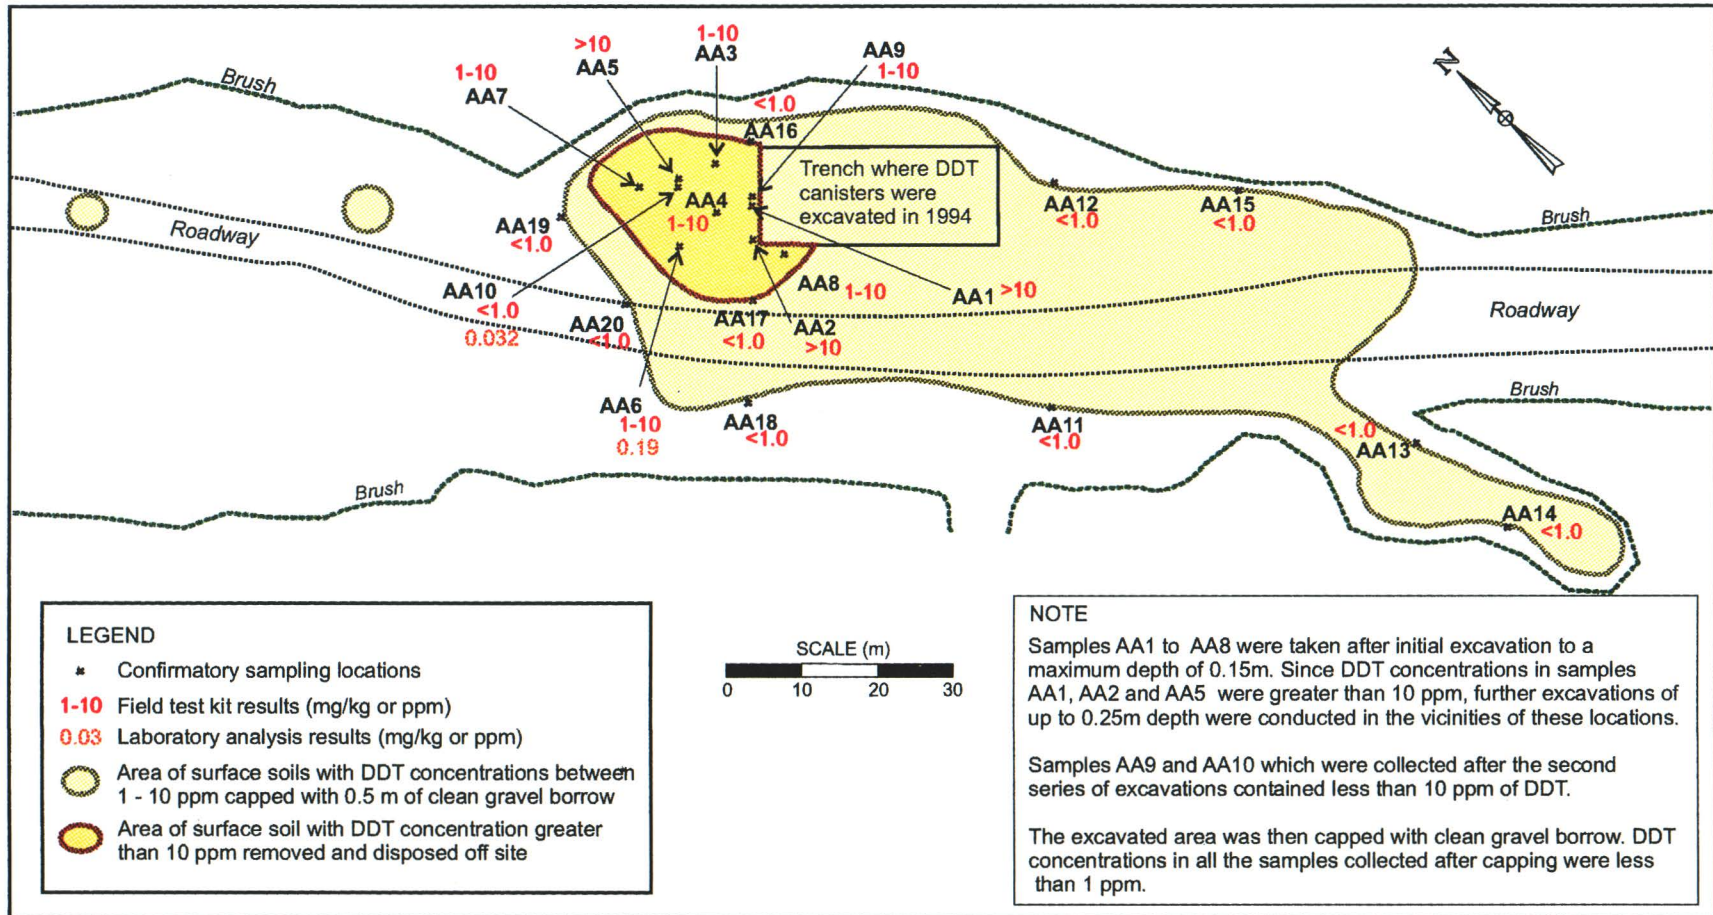 Brush
1-10
AA7
>10
AA5
1-10
AA3
AA9
1-10
<1.0
AA16
N
Trench where DDT
canisters were
excavated in 1994
AA4
1-10
AA19
<1.0
Roadway
AA12
<1.0
AA15
<1.0
Brush
AA10
<1.0
0.032
AA20
<1.0
AA17
<1.0
AA8 1-10
AA2
>10
AA1 >10
Roadway
AA6
1-10
0.19
AA18
<1.0
AA11
<1.0
<1.0
AA13
Brush
AA14
<1.0
Brush
LEGEND
Confirmatory sampling locations
1-10 Field test kit results (mg/kg or ppm)
0.03 Laboratory analysis results (mg/kg or ppm)
Area of surface soils with DDT concentrations between
1 - 10 ppm capped with 0.5 m of clean gravel borrow
Area of surface soil with DDT concentration greater
than 10 ppm removed and disposed off site
SCALE (m)
0 10 20 30
NOTE
Samples AA1 to AA8 were taken after initial excavation to a
maximum depth of 0.15m. Since DDT concentrations in samples
AA1, AA2 and AA5 were greater than 10 ppm, further excavations of
up to 0.25m depth were conducted in the vicinities of these locations.
Samples AA9 and AA10 which were collected after the second
series of excavations contained less than 10 ppm of DDT.
The excavated area was then capped with clean gravel borrow. DDT
concentrations in all the samples collected after capping were less
than 1 ppm.